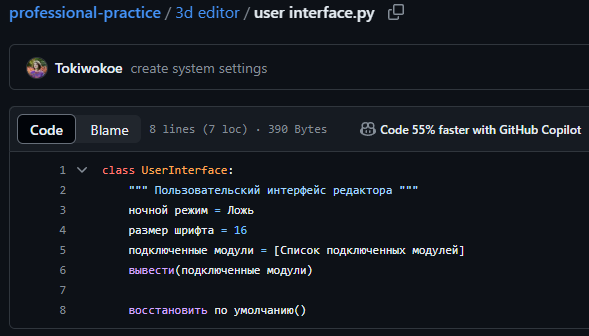 professional-practice / 3d editor / user interface.py
Tokiwokoe create system settings
Code Blame 8 lines (7 loc) · 390 Bytes Code 55% faster with GitHub Copilot
1 class UserInterface:
2 """ Пользовательский интерфейс редактора """
3 ночной режим = Ложь
4 размер шрифта = 16
5 подключенные модули = [Список подключенных модулей]
6 вывести(подключенные модули)
7
8 восстановить по умолчанию()